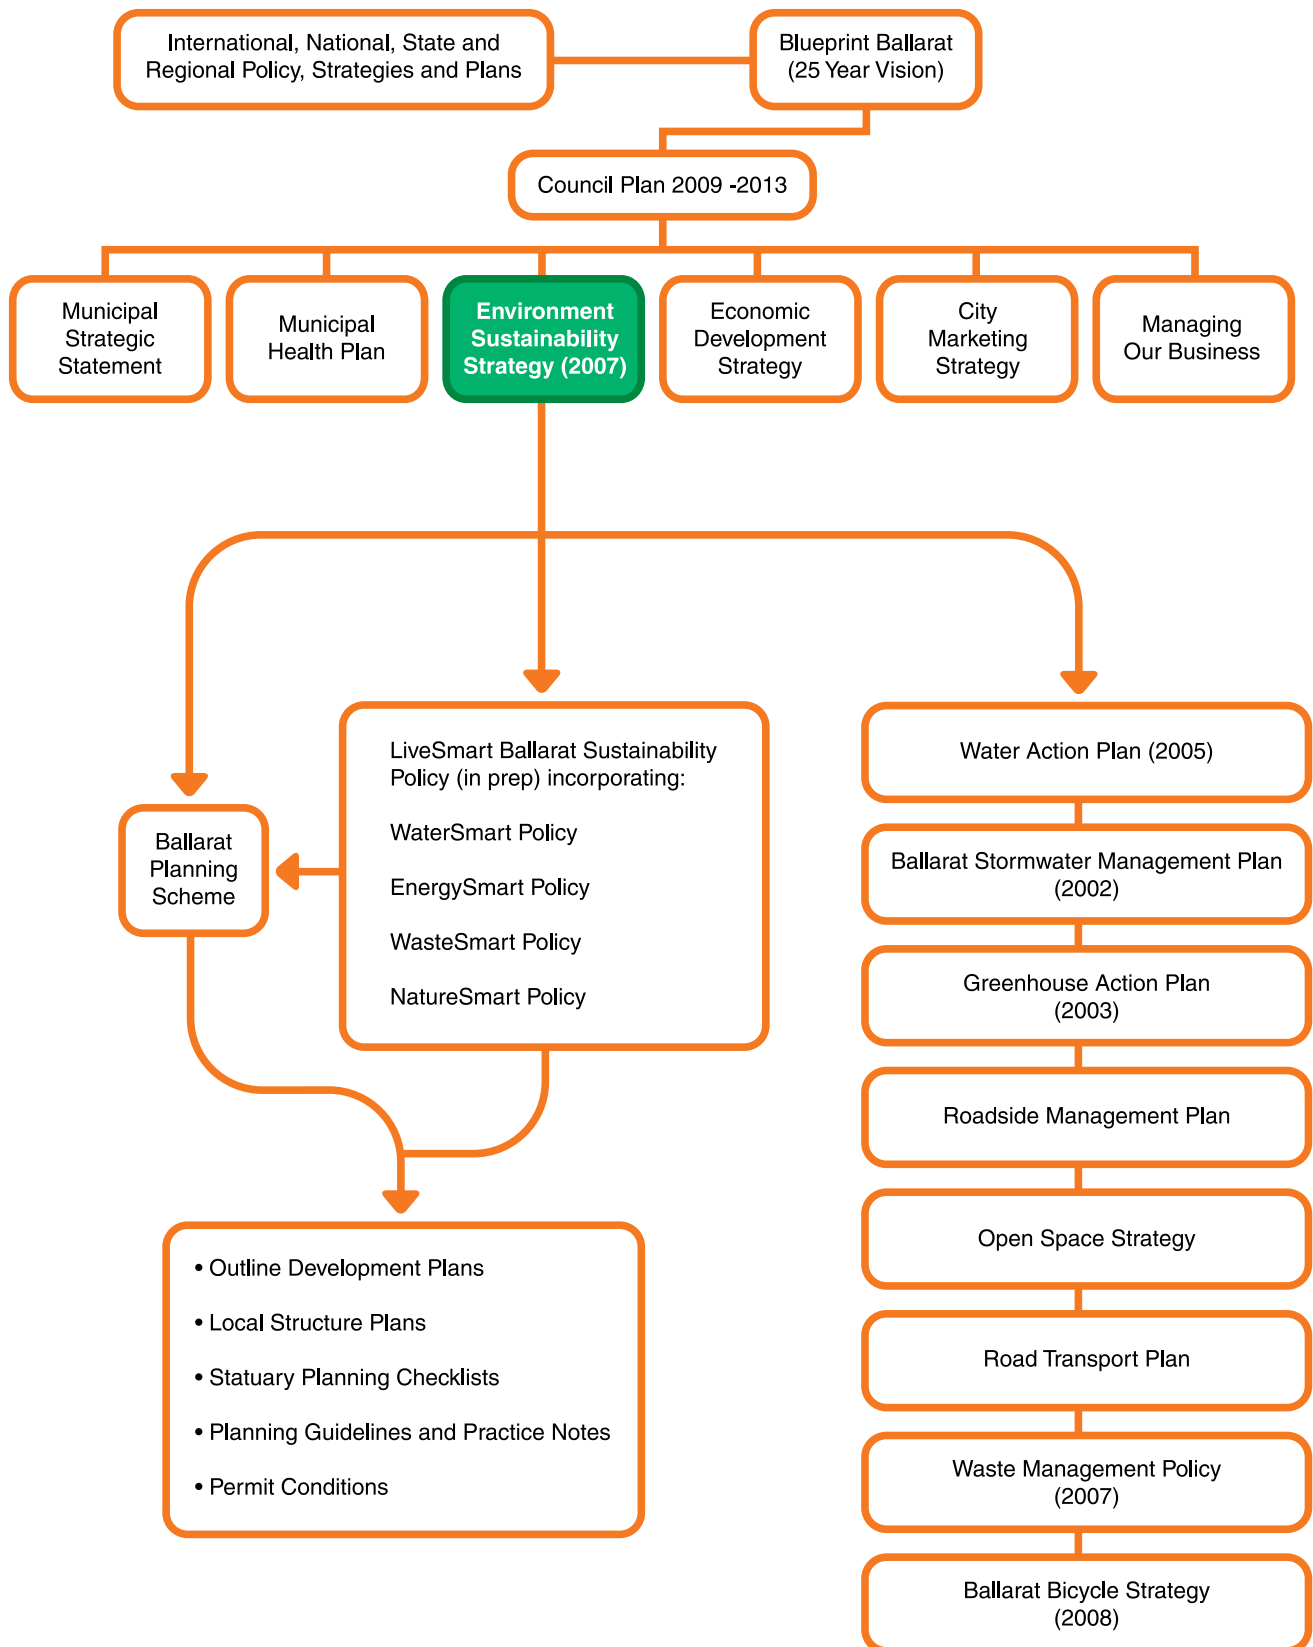 International, National, State and
Regional Policy, Strategies and Plans
Blueprint Ballarat
(25 Year Vision)
Council Plan 2009 -2013
Municipal
Strategic
Statement
Municipal
Health Plan
Environment
Sustainability
Strategy (2007)
Economic
Development
Strategy
City
Marketing
Strategy
Managing
Our Business
LiveSmart Ballarat Sustainability
Policy (in prep) incorporating:
WaterSmart Policy
EnergySmart Policy
WasteSmart Policy
NatureSmart Policy
Ballarat
Planning
Scheme
• Outline Development Plans
• Local Structure Plans
• Statuary Planning Checklists
• Planning Guidelines and Practice Notes
• Permit Conditions
Water Action Plan (2005)
Ballarat Stormwater Management Plan
(2002)
Greenhouse Action Plan
(2003)
Roadside Management Plan
Open Space Strategy
Road Transport Plan
Waste Management Policy
(2007)
Ballarat Bicycle Strategy
(2008)